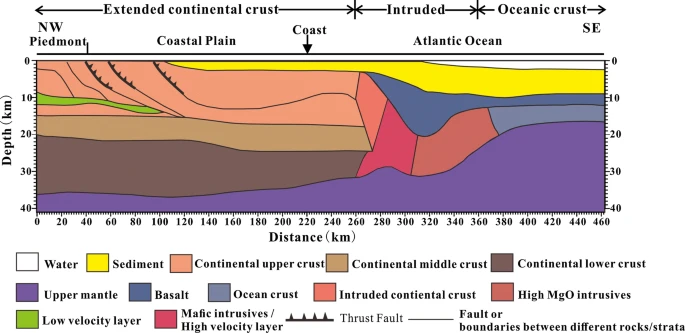 Extended continental crust Intruded Oceanic crust
NW Coast SE
Piedmont Coastal Plain Atlantic Ocean
0 0
10 10
20 20
30 30
40 40
Depth (km)
0 20 40 60 80 100 120 140 160 180 200 220 240 260 280 300 320 340 360 380 400 420 440 460
Distance (km)
Water Sediment Continental upper crust Continental middle crust Continental lower crust
Upper mantle Basalt Ocean crust Intruded contiental crust High MgO intrusives
Low velocity layer Mafic intrusives / High velocity layer Thrust Fault Fault or boundaries between different rocks/strata